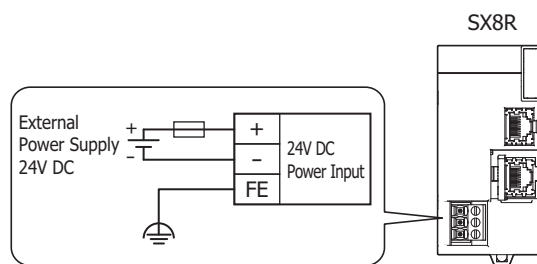 SX8R
External
Power Supply
24V DC
+
-
+
–
FE
24V DC
Power Input